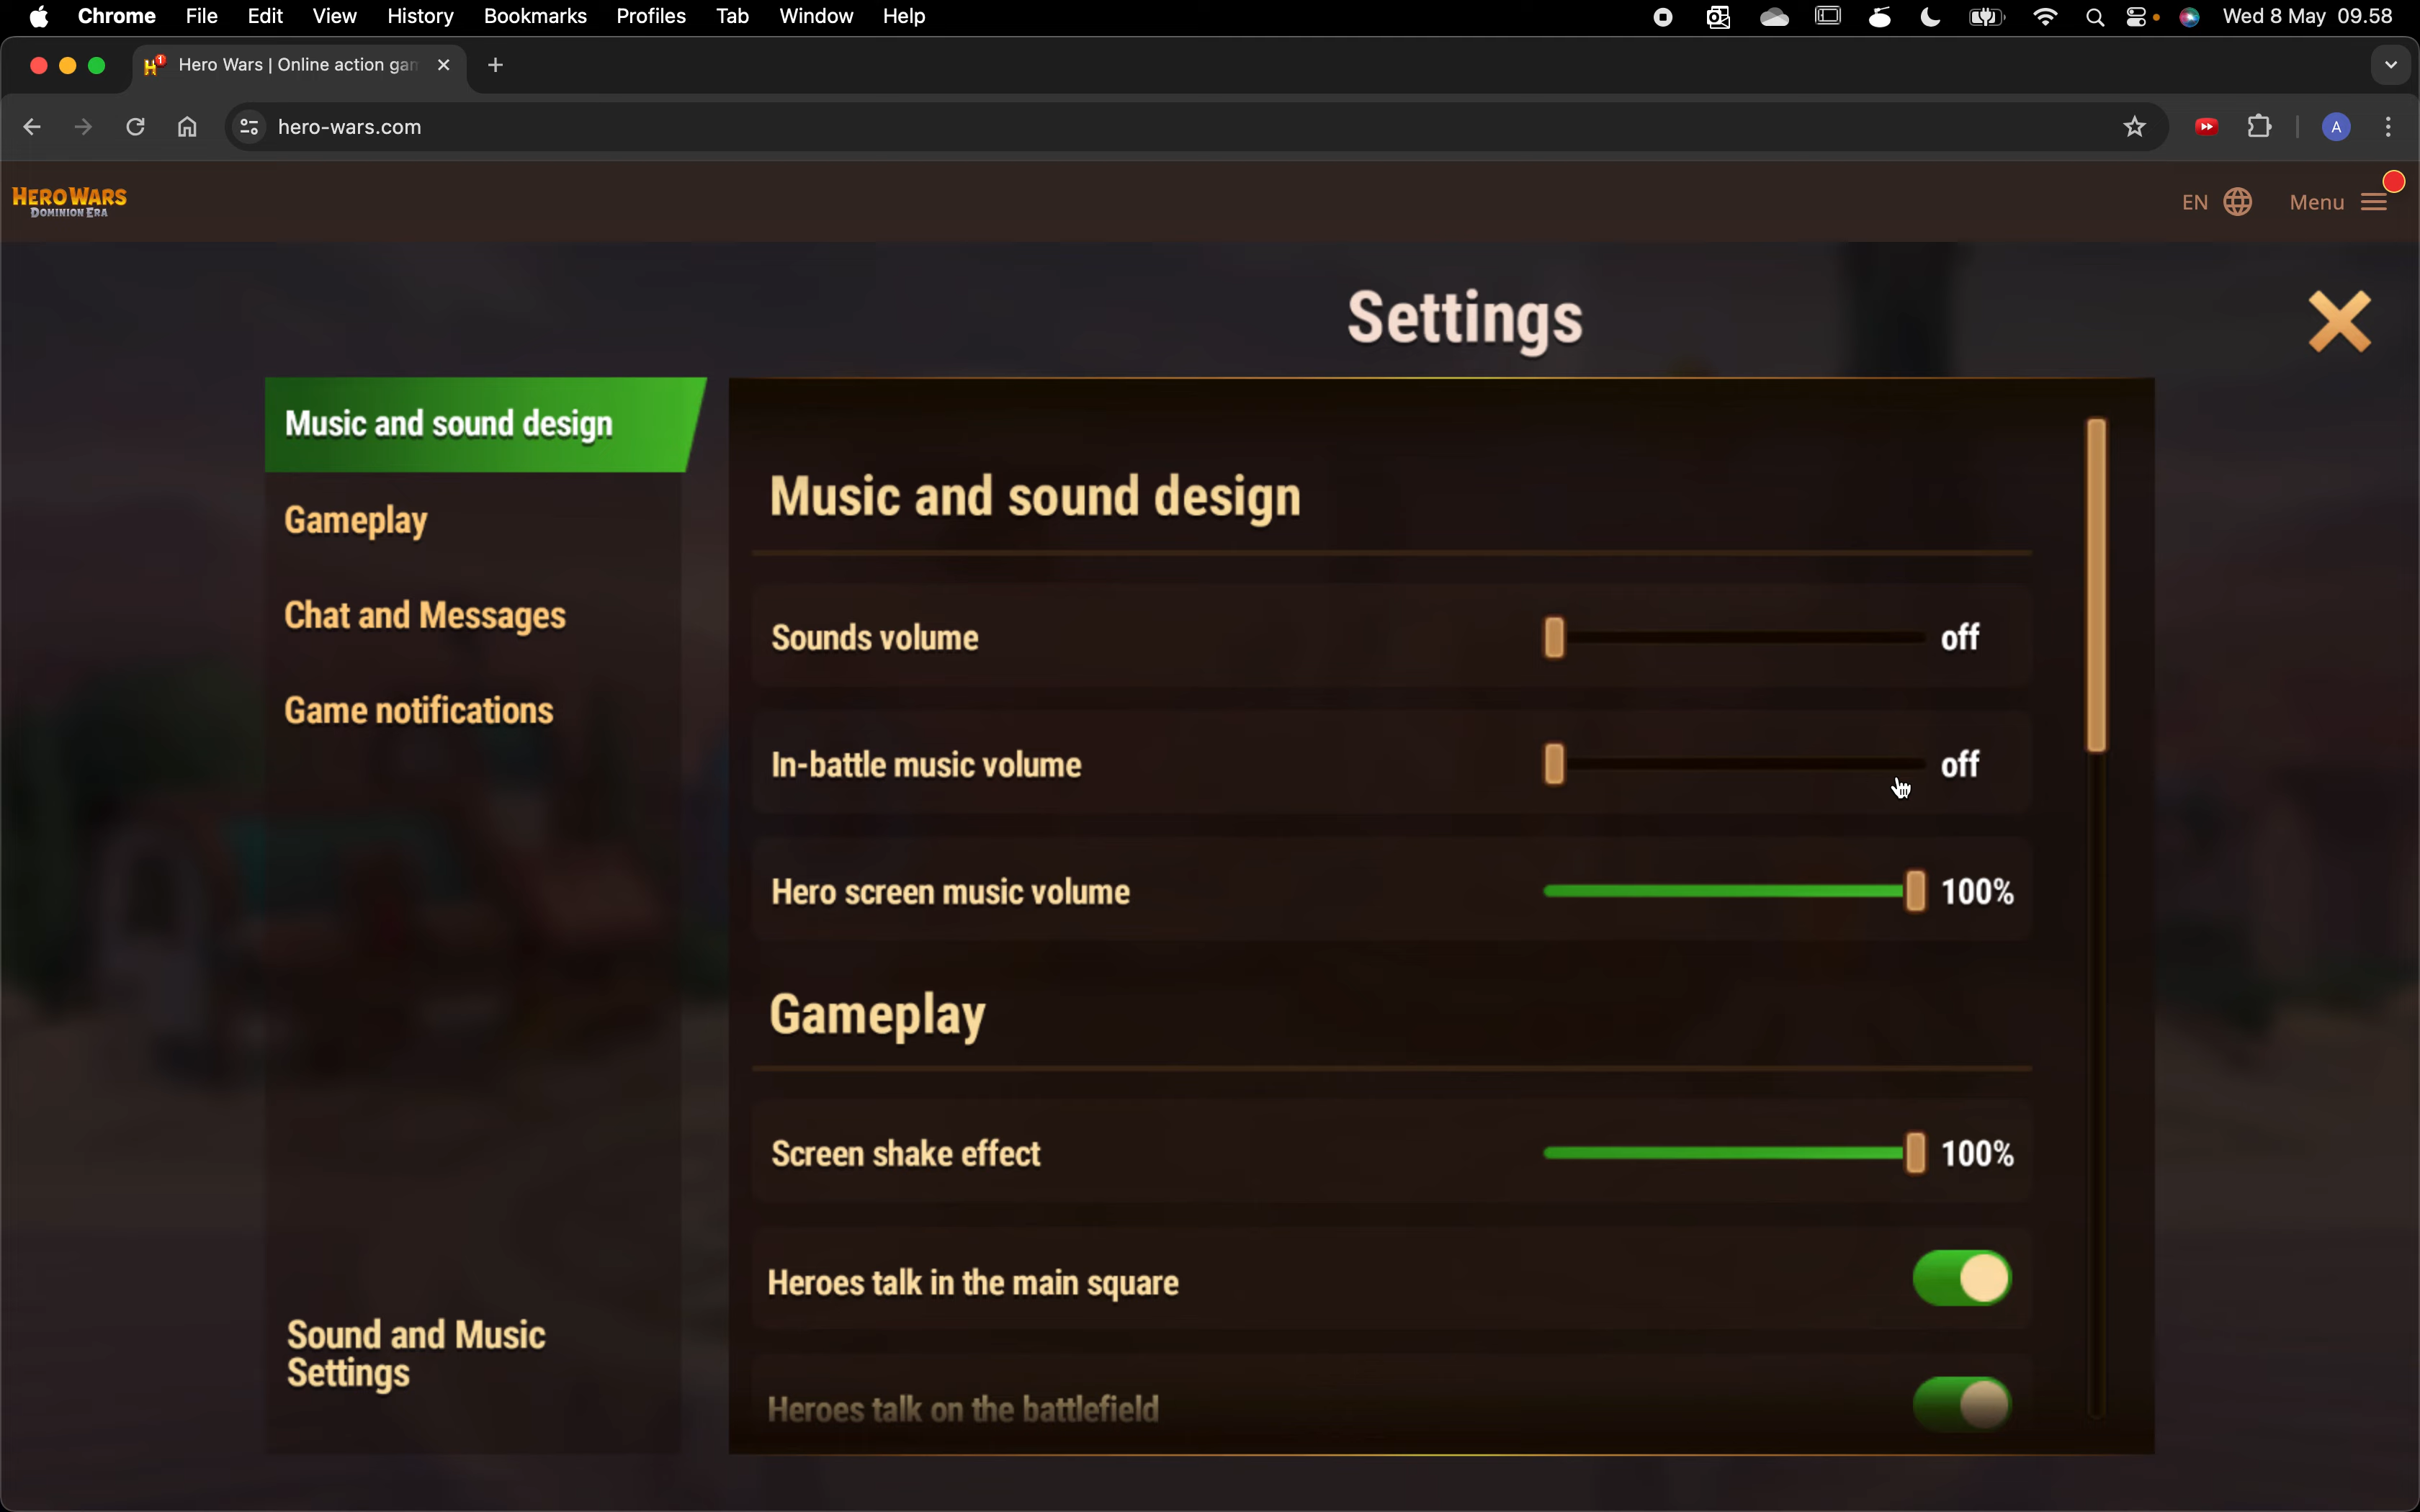 Chrome File Edit View History Bookmarks Profiles Tab Window Help Wed 8 May 09.58
Hero Wars | Online action gam
hero-wars.com A
HERO WARS
DOMINION ERA
EN Menu
Settings
Music and sound design
Gameplay
Chat and Messages
Game notifications
Sound and Music
Settings
Music and sound design
Sounds volume off
In-battle music volume off
Hero screen music volume 100%
Gameplay
Screen shake effect 100%
Heroes talk in the main square
Heroes talk on the battlefield